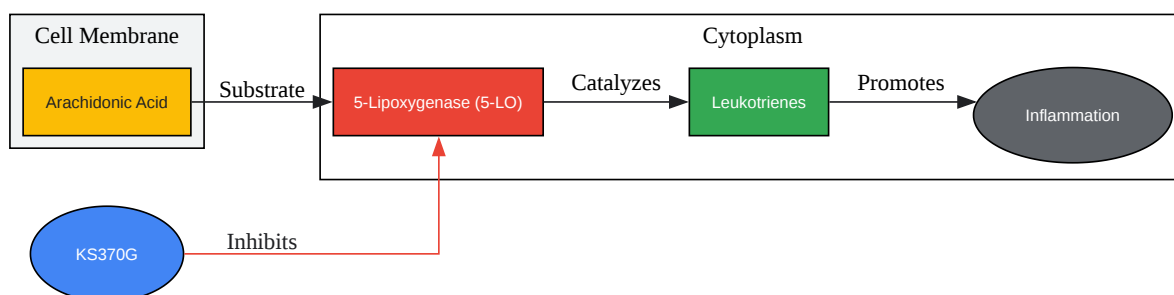 Cell Membrane
Cytoplasm
Arachidonic Acid
Substrate
5-Lipoxygenase (5-LO)
Catalyzes
Leukotrienes
Promotes
Inflammation
KS370G
Inhibits